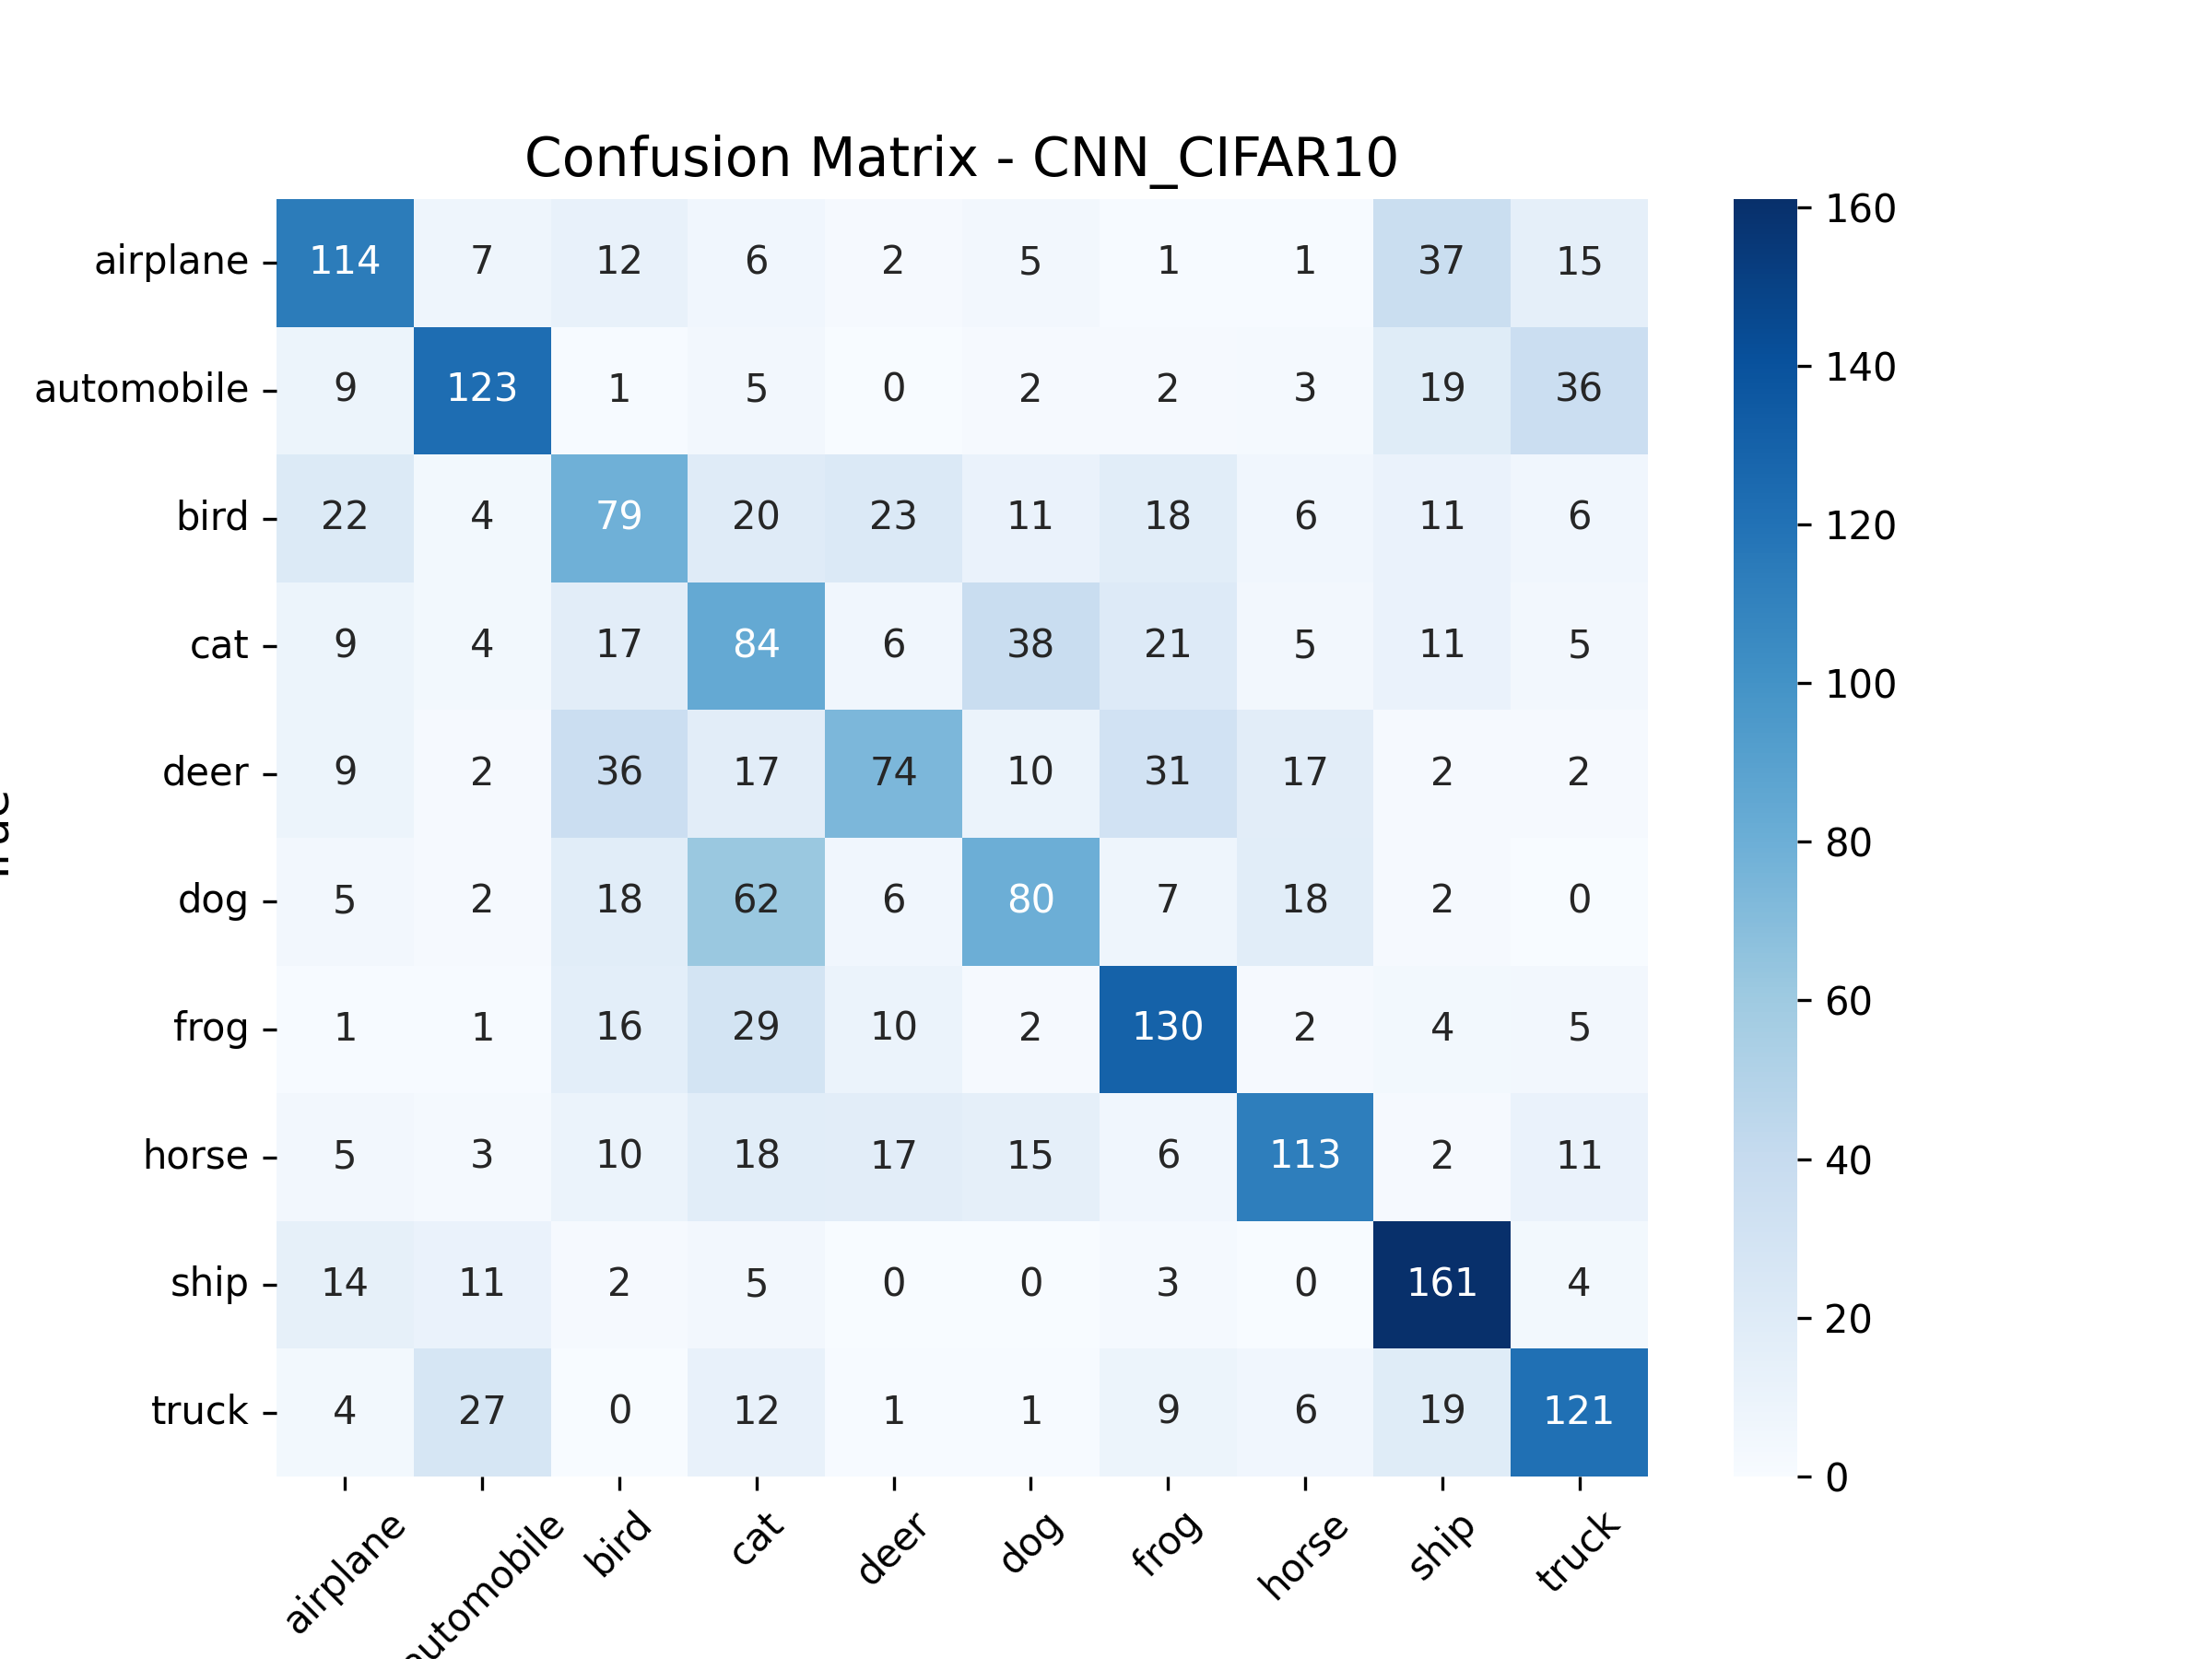 Confusion Matrix - CNN_CIFAR10
airplane 114 7 12 6 2 5 1 1 37 15
automobile 9 123 1 5 0 2 2 3 19 36
bird 22 4 79 20 23 11 18 6 11 6
cat 9 4 17 84 6 38 21 5 11 5
deer 9 2 36 17 74 10 31 17 2 2
dog 5 2 18 62 6 80 7 18 2 0
frog 1 1 16 29 10 2 130 2 4 5
horse 5 3 10 18 17 15 6 113 2 11
ship 14 11 2 5 0 0 3 0 161 4
truck 4 27 0 12 1 1 9 6 19 121
airplane automobile bird cat deer dog frog horse ship truck
160
140
120
100
80
60
40
20
0